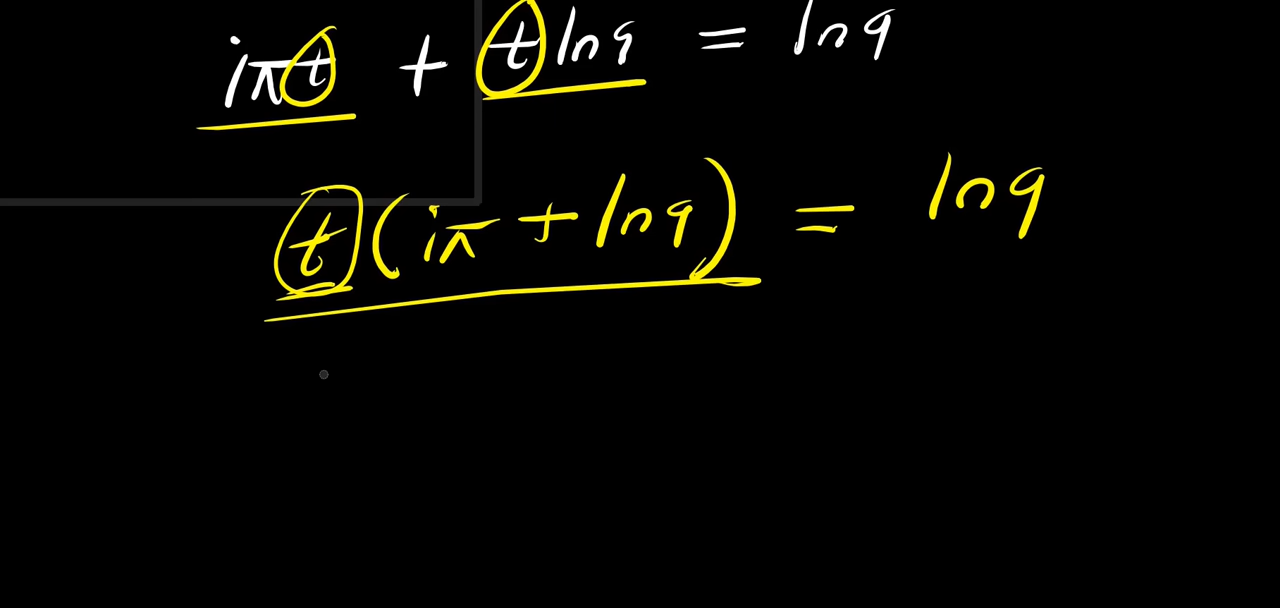 iπt + t ln9 = ln9
t(iπ + ln9) = ln9